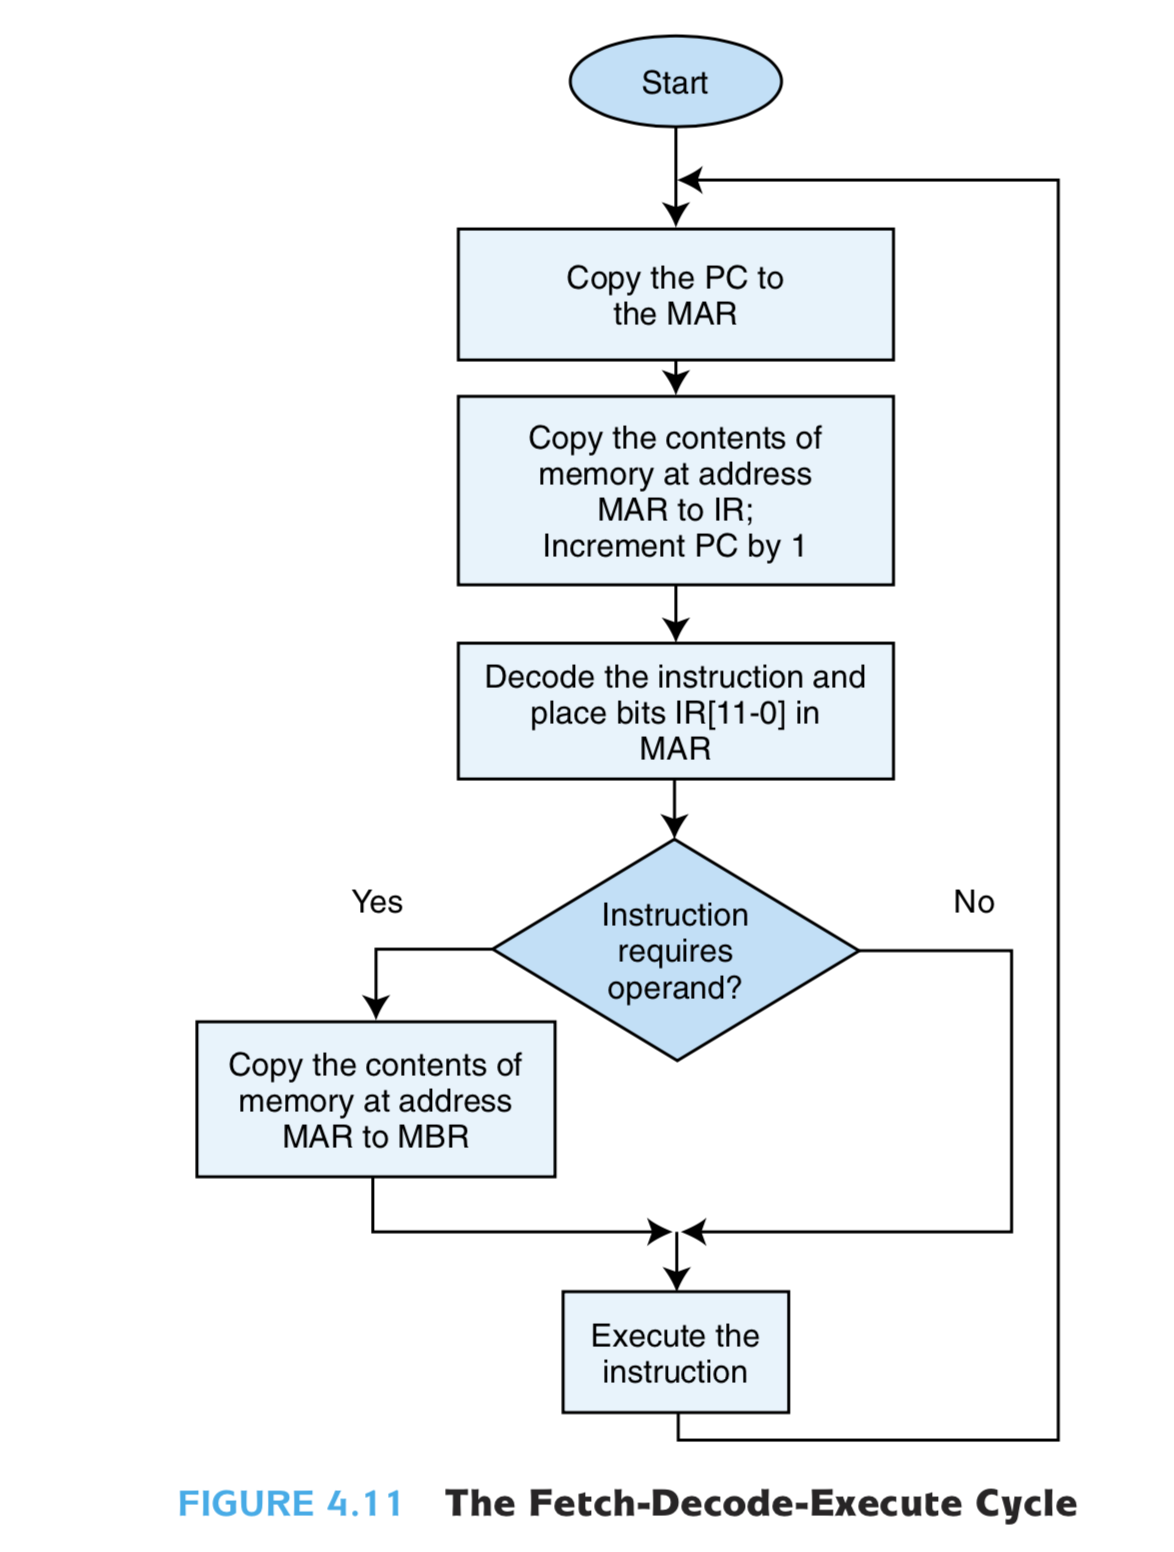 Start
Copy the PC to
the MAR
Copy the contents of
memory at address
MAR to IR;
Increment PC by 1
Decode the instruction and
place bits IR[11-0] in
MAR
Yes
No
Instruction
requires
operand?
Copy the contents of
memory at address
MAR to MBR
Execute the
instruction
FIGURE 4.11 The Fetch-Decode-Execute Cycle